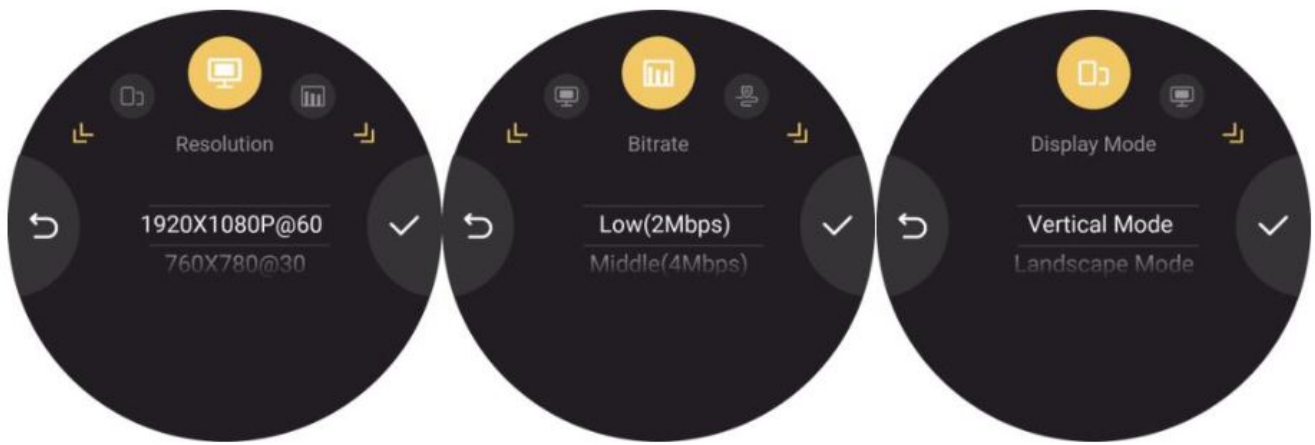 Resolution
1920X1080P@60
760X780@30
Bitrate
Low(2Mbps)
Middle(4Mbps)
Display Mode
Vertical Mode
Landscape Mode